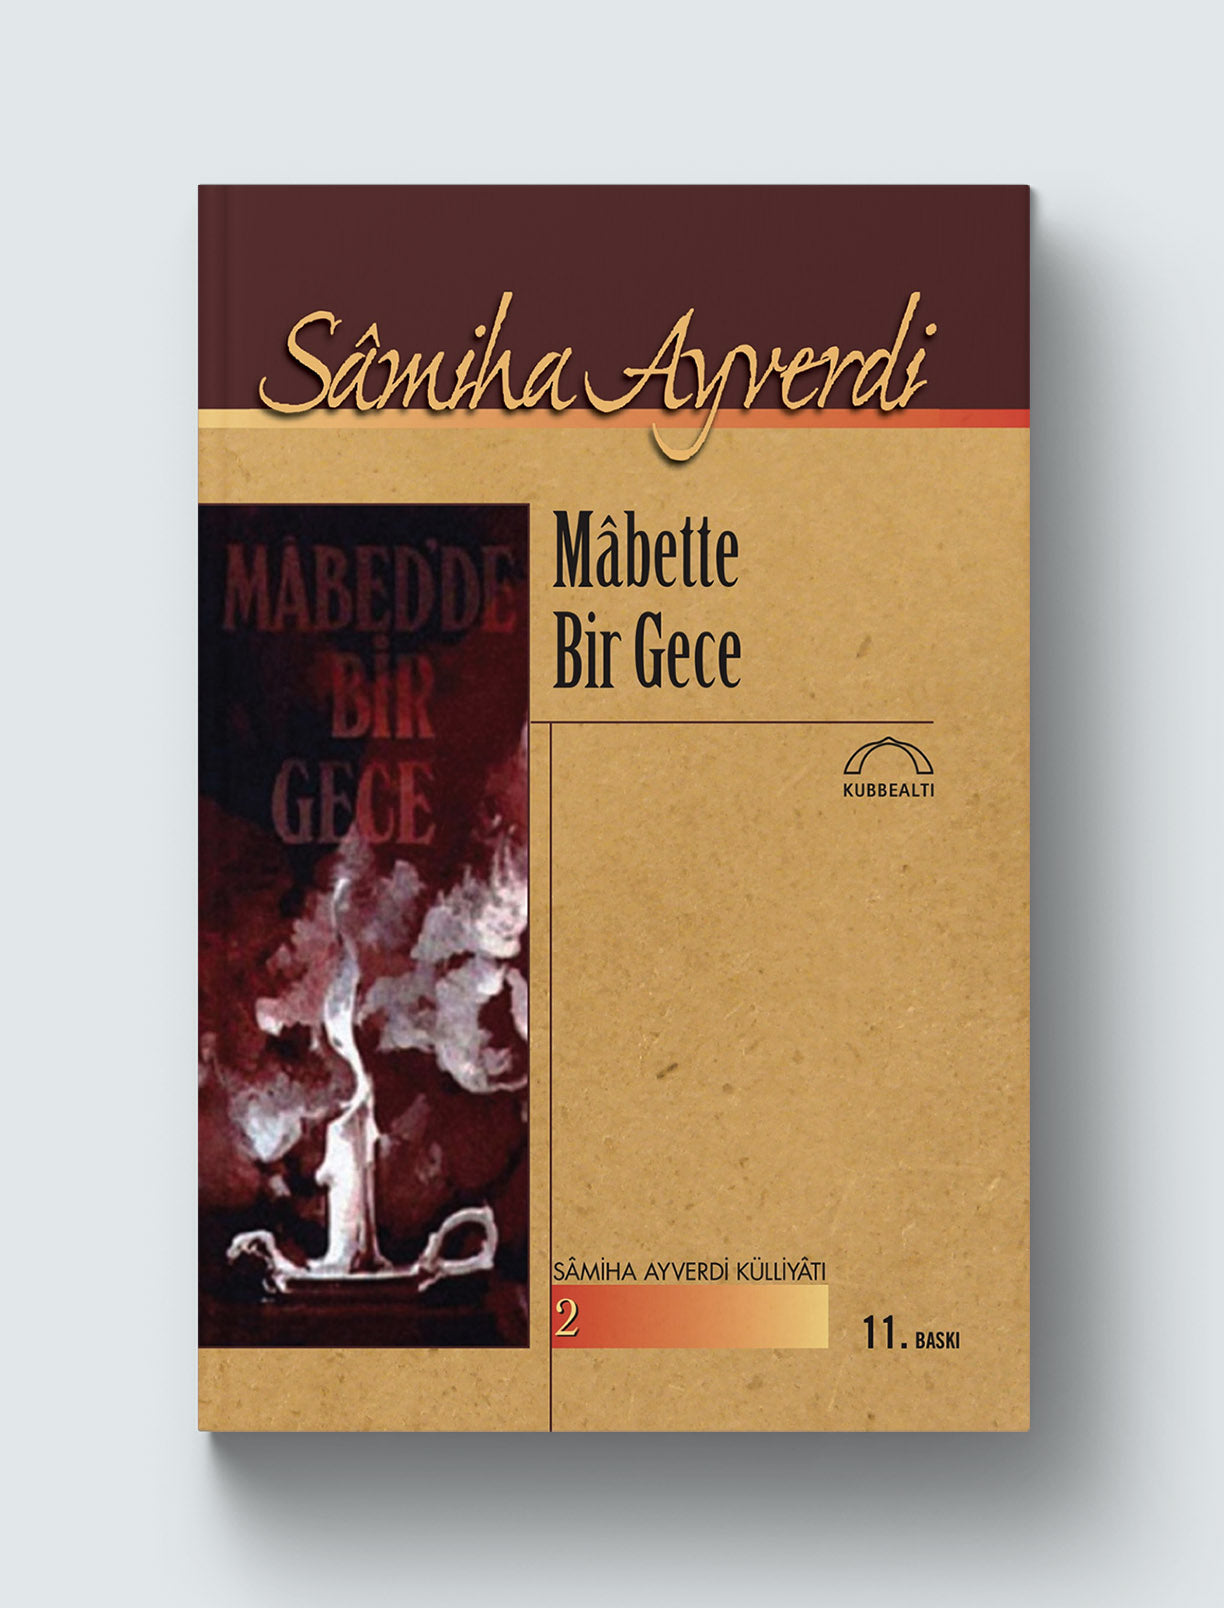 Sâmiha Ayverdi
Mâbette
Bir Gece
MÂBED'DE
BİR
GECE
KUBBEALTI
SÂMİHA AYVERDİ KÜLLİYÂTI
2
11. BASKI